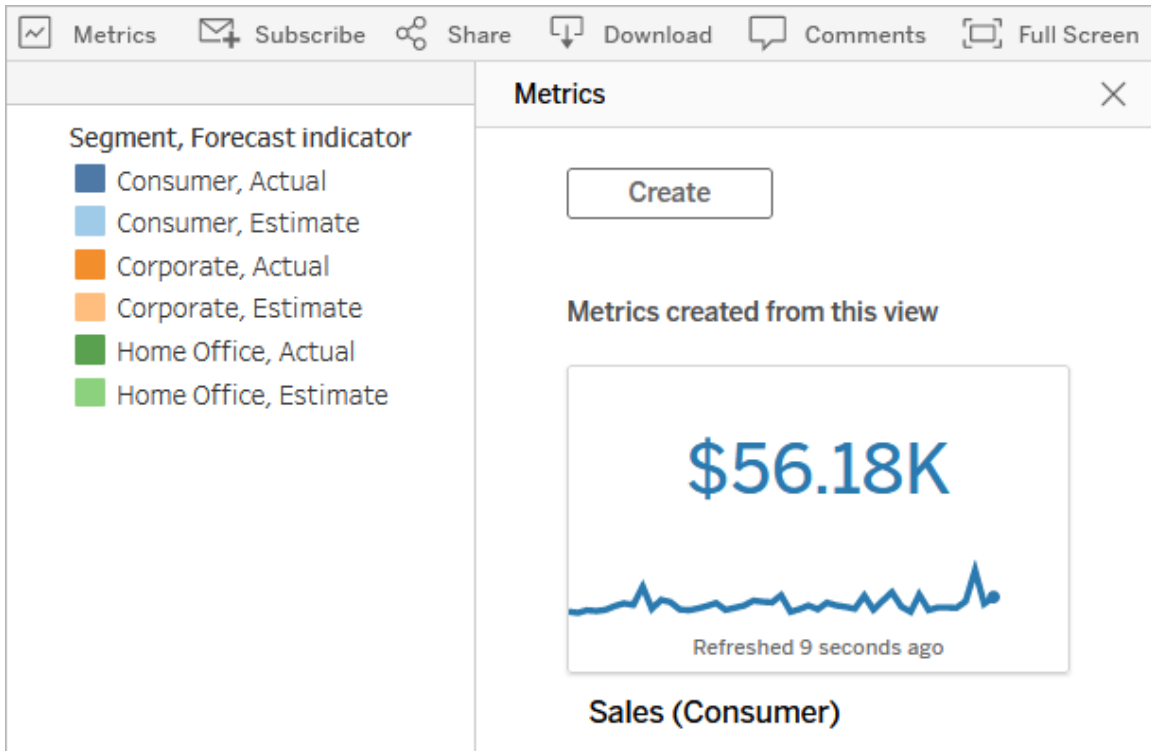 Metrics Subscribe Share Download Comments Full Screen
Segment, Forecast indicator
Consumer, Actual
Consumer, Estimate
Corporate, Actual
Corporate, Estimate
Home Office, Actual
Home Office, Estimate
Metrics
Create
Metrics created from this view
$56.18K
Refreshed 9 seconds ago
Sales (Consumer)